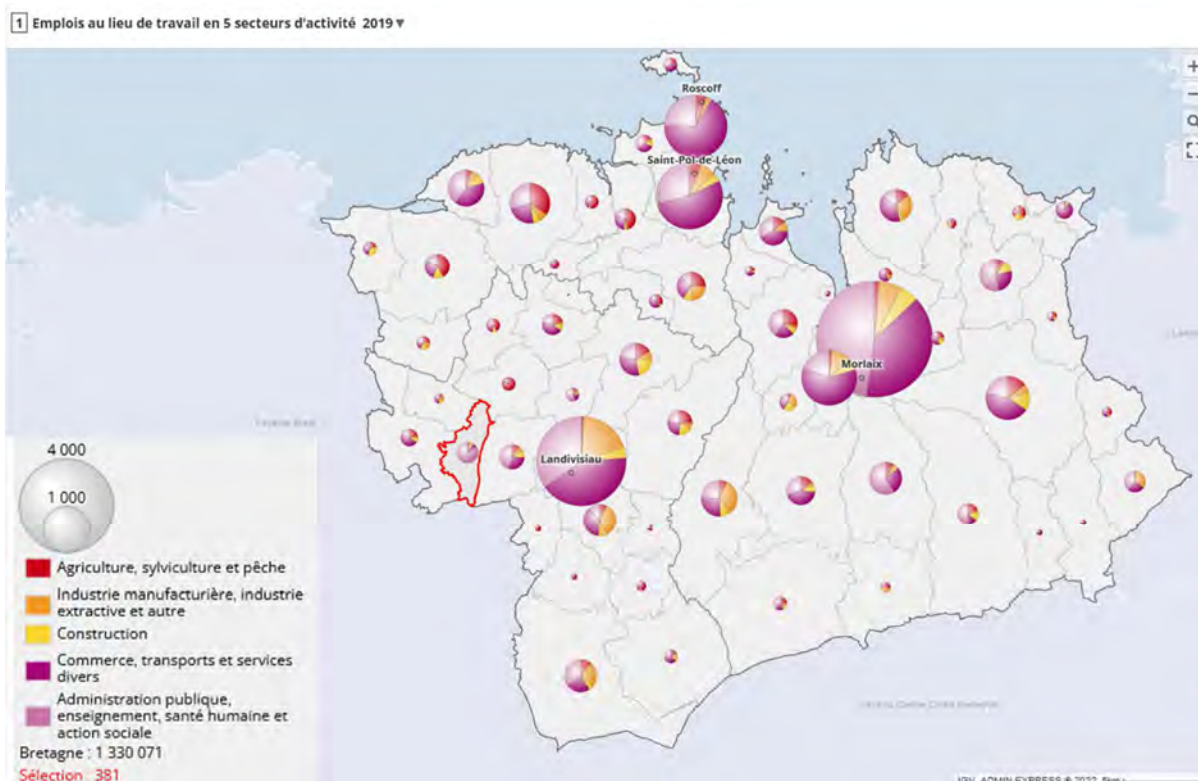 1 Emplois au lieu de travail en 5 secteurs d'activité 2019
Roscoff
Saint-Pol-de-Léon
Morlaix
Landivisiau
4 000
1 000
Agriculture, sylviculture et pêche
Industrie manufacturière, industrie
extractive et autre
Construction
Commerce, transports et services
divers
Administration publique,
enseignement, santé humaine et
action sociale
Bretagne : 1 330 071
Sélection : 381